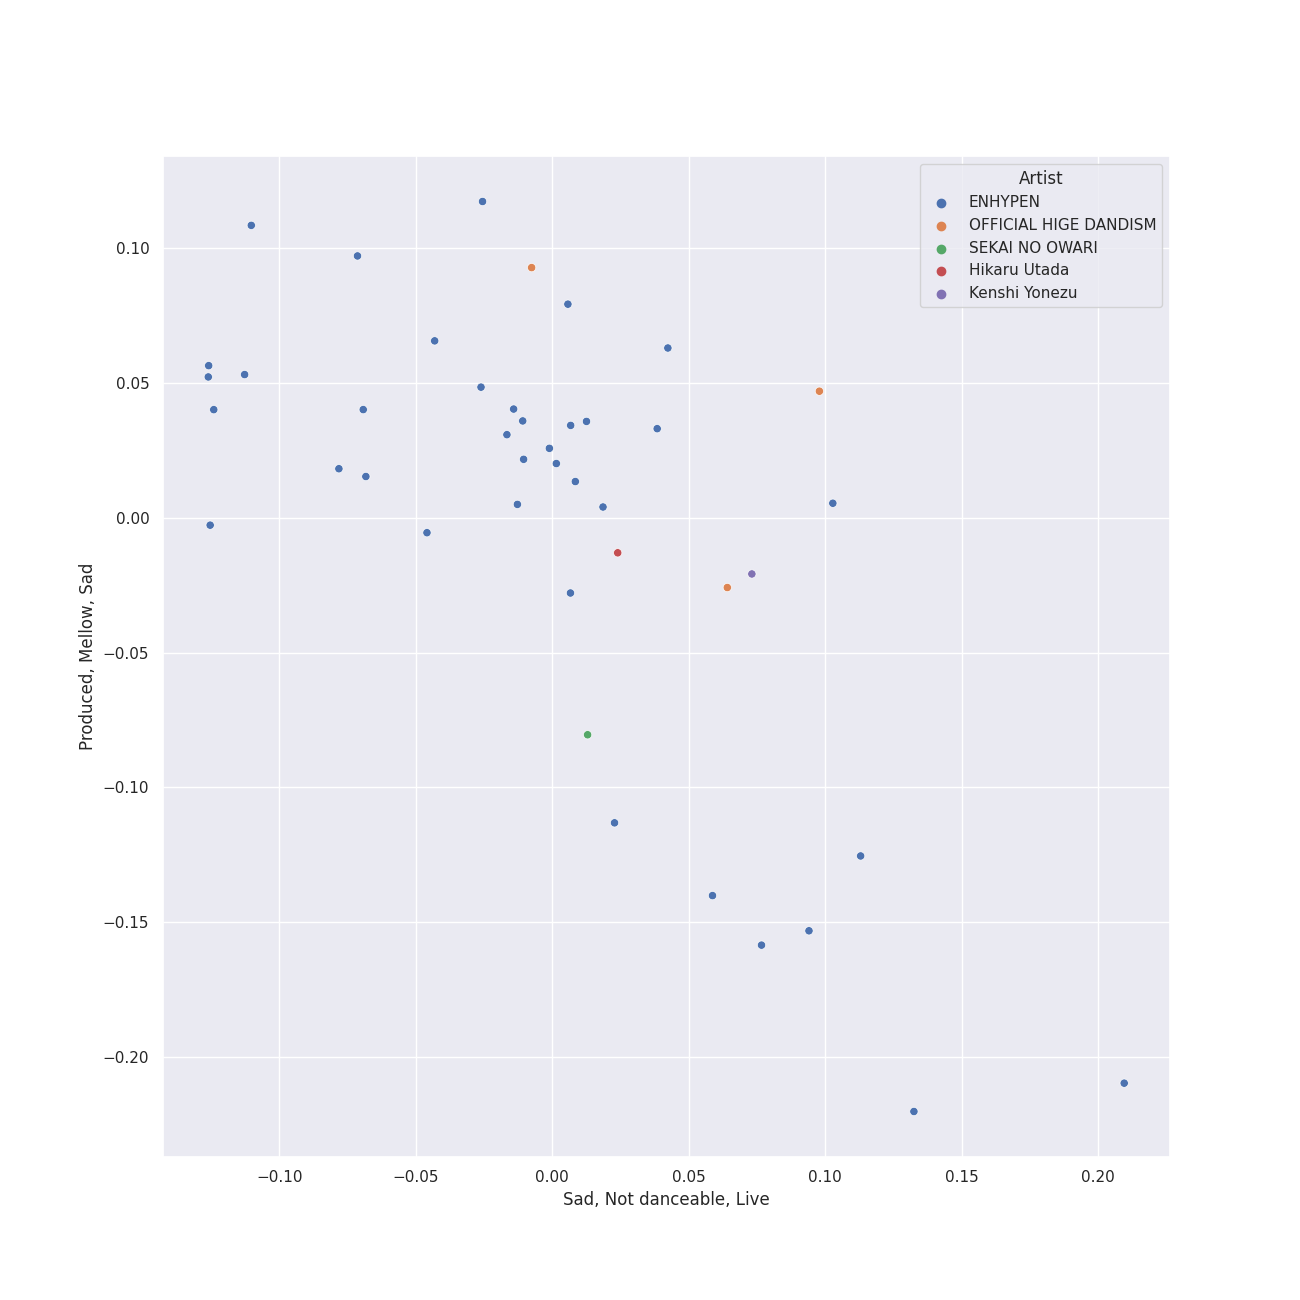 Artist
ENHYPEN
OFFICIAL HIGE DANDISM
SEKAI NO OWARI
Hikaru Utada
Kenshi Yonezu
0.10
0.05
0.00
−0.05
−0.10
−0.15
−0.20
Produced, Mellow, Sad
−0.10
−0.05
0.00
0.05
0.10
0.15
0.20
Sad, Not danceable, Live